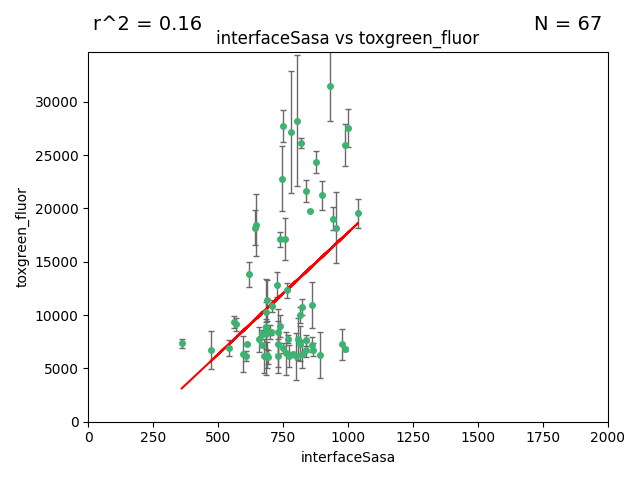 r^2 = 0.16
N = 67
interfaceSasa vs toxgreen_fluor
toxgreen_fluor
30000
25000
20000
15000
10000
5000
0
0 250 500 750 1000 1250 1500 1750 2000
interfaceSasa